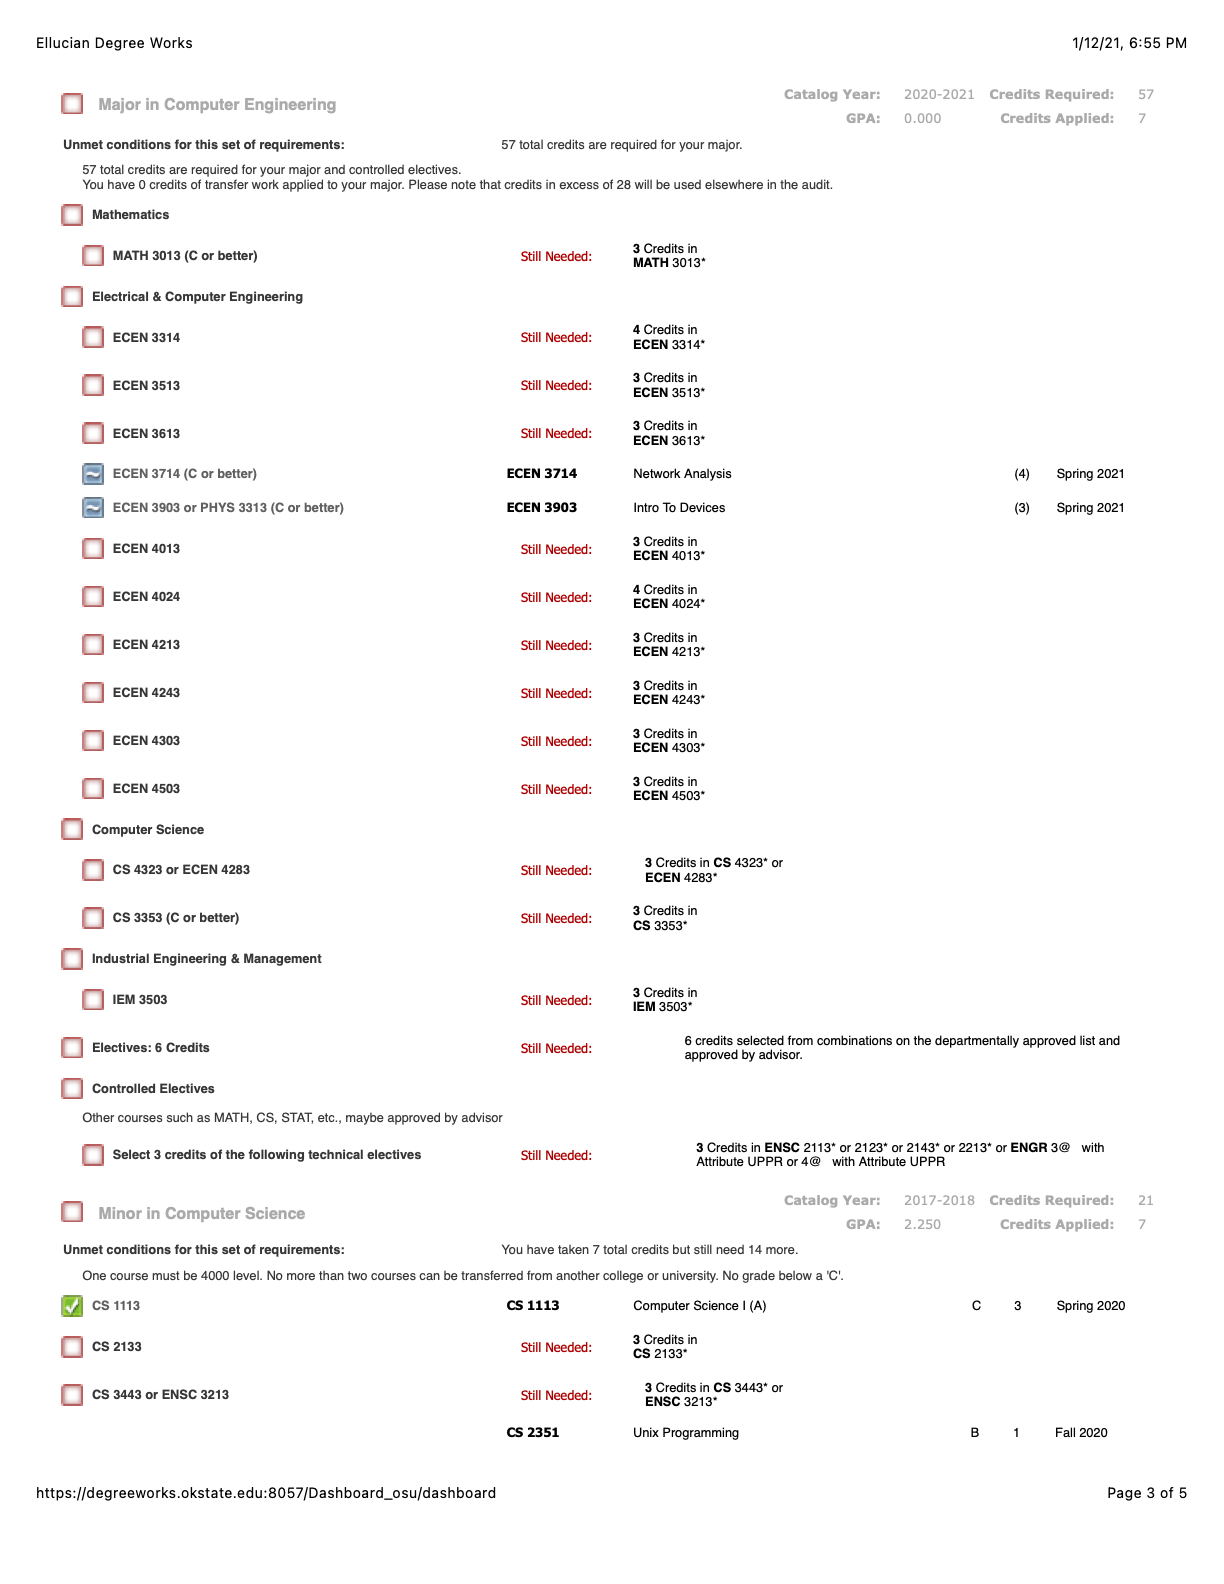 Ellucian Degree Works 1/12/21, 6:55 PM
Major in Computer Engineering Catalog Year: 2020-2021 Credits Required: 57
GPA: 0.000 Credits Applied: 7
Unmet conditions for this set of requirements: 57 total credits are required for your major.
57 total credits are required for your major and controlled electives.
You have 0 credits of transfer work applied to your major. Please note that credits in excess of 28 will be used elsewhere in the audit.
Mathematics
MATH 3013 (C or better) Still Needed: 3 Credits in
MATH 3013*
Electrical & Computer Engineering
ECEN 3314 Still Needed: 4 Credits in
ECEN 3314*
ECEN 3513 Still Needed: 3 Credits in
ECEN 3513*
ECEN 3613 Still Needed: 3 Credits in
ECEN 3613*
ECEN 3714 (C or better) ECEN 3714 Network Analysis (4) Spring 2021
ECEN 3903 or PHYS 3313 (C or better) ECEN 3903 Intro To Devices (3) Spring 2021
ECEN 4013 Still Needed: 3 Credits in
ECEN 4013*
ECEN 4024 Still Needed: 4 Credits in
ECEN 4024*
ECEN 4213 Still Needed: 3 Credits in
ECEN 4213*
ECEN 4243 Still Needed: 3 Credits in
ECEN 4243*
ECEN 4303 Still Needed: 3 Credits in
ECEN 4303*
ECEN 4503 Still Needed: 3 Credits in
ECEN 4503*
Computer Science
CS 4323 or ECEN 4283 Still Needed: 3 Credits in CS 4323* or
ECEN 4283*
CS 3353 (C or better) Still Needed: 3 Credits in
CS 3353*
Industrial Engineering & Management
IEM 3503 Still Needed: 3 Credits in
IEM 3503*
Electives: 6 Credits Still Needed: 6 credits selected from combinations on the departmentally approved list and
approved by advisor.
Controlled Electives
Other courses such as MATH, CS, STAT, etc., maybe approved by advisor
Select 3 credits of the following technical electives Still Needed: 3 Credits in ENSC 2113* or 2123* or 2143* or 2213* or ENGR 3@ with
Attribute UPPR or 4@ with Attribute UPPR
Minor in Computer Science Catalog Year: 2017-2018 Credits Required: 21
GPA: 2.250 Credits Applied: 7
Unmet conditions for this set of requirements: You have taken 7 total credits but still need 14 more.
One course must be 4000 level. No more than two courses can be transferred from another college or university. No grade below a 'C'.
CS 1113 CS 1113 Computer Science I (A) C 3 Spring 2020
CS 2133 Still Needed: 3 Credits in
CS 2133*
CS 3443 or ENSC 3213 Still Needed: 3 Credits in CS 3443* or
ENSC 3213*
CS 2351 Unix Programming B 1 Fall 2020
https://degreeworks.okstate.edu:8057/Dashboard_osu/dashboard Page 3 of 5